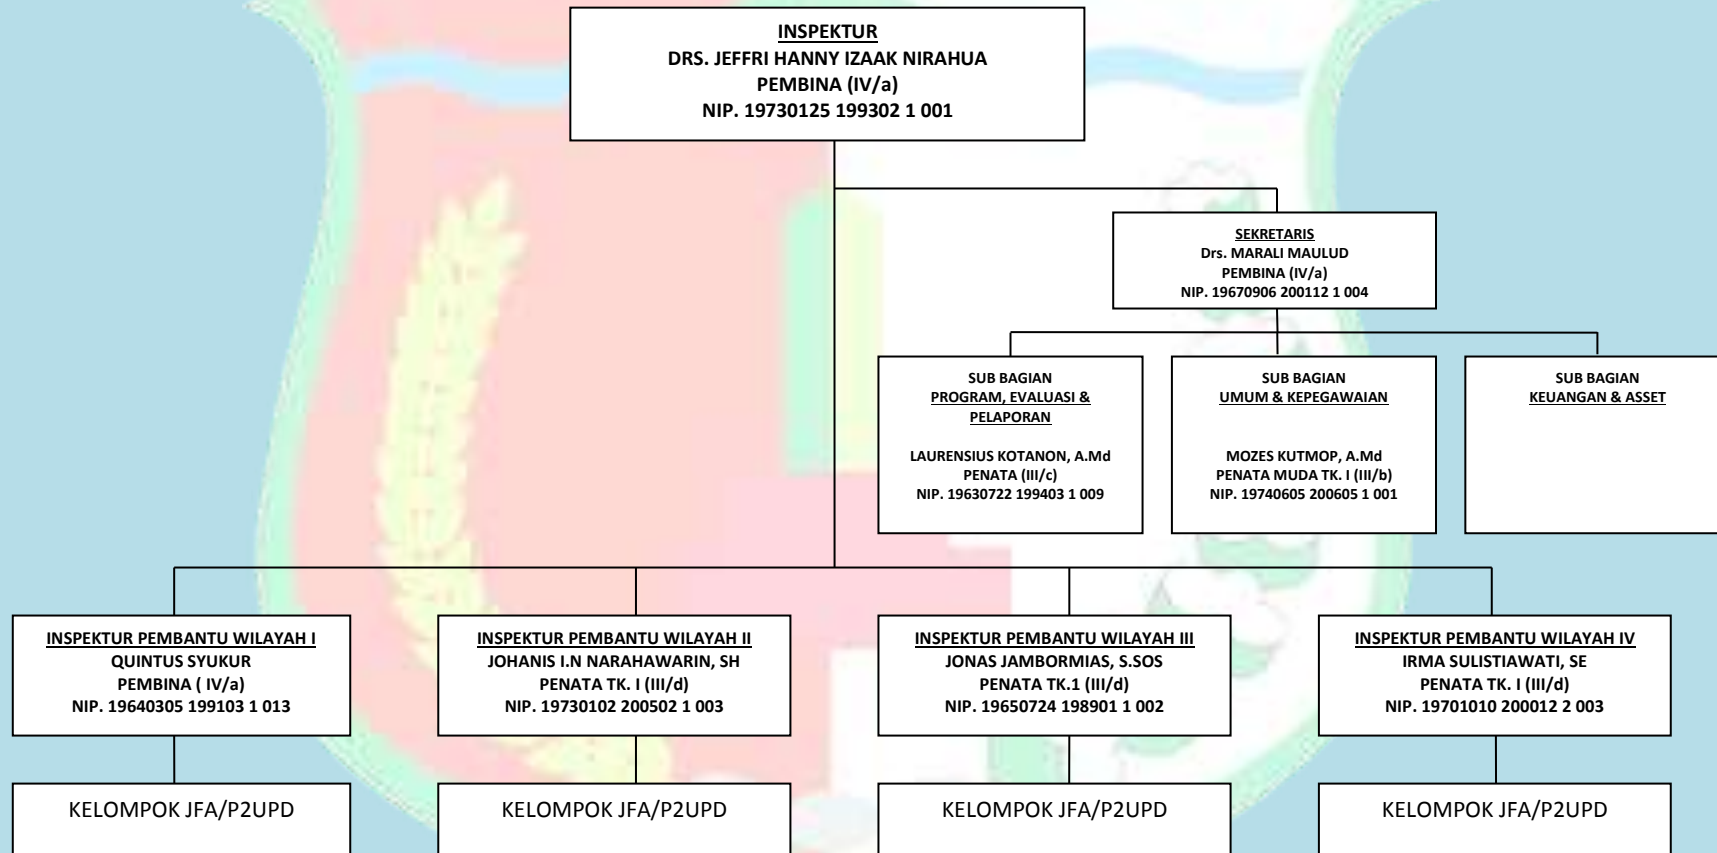 INSPEKTUR
DRS. JEFFRI HANNY IZAAK NIRAHUA
PEMBINA (IV/a)
NIP. 19730125 199302 1 001
SEKRETARIS
Drs. MARALI MAULUD
PEMBINA (IV/a)
NIP. 19670906 200112 1 004
SUB BAGIAN
PROGRAM, EVALUASI &
PELAPORAN
LAURENSIUS KOTANON, A.Md
PENATA (III/c)
NIP. 19630722 199403 1 009
SUB BAGIAN
UMUM & KEPEGAWAIAN
MOZES KUTMOP, A.Md
PENATA MUDA TK. I (III/b)
NIP. 19740605 200605 1 001
SUB BAGIAN
KEUANGAN & ASSET
INSPEKTUR PEMBANTU WILAYAH I
QUINTUS SYUKUR
PEMBINA ( IV/a)
NIP. 19640305 199103 1 013
INSPEKTUR PEMBANTU WILAYAH II
JOHANIS I.N NARAHAWARIN, SH
PENATA TK. I (III/d)
NIP. 19730102 200502 1 003
INSPEKTUR PEMBANTU WILAYAH III
JONAS JAMBORMIAS, S.SOS
PENATA TK.1 (III/d)
NIP. 19650724 198901 1 002
INSPEKTUR PEMBANTU WILAYAH IV
IRMA SULISTIAWATI, SE
PENATA TK. I (III/d)
NIP. 19701010 200012 2 003
KELOMPOK JFA/P2UPD
KELOMPOK JFA/P2UPD
KELOMPOK JFA/P2UPD
KELOMPOK JFA/P2UPD